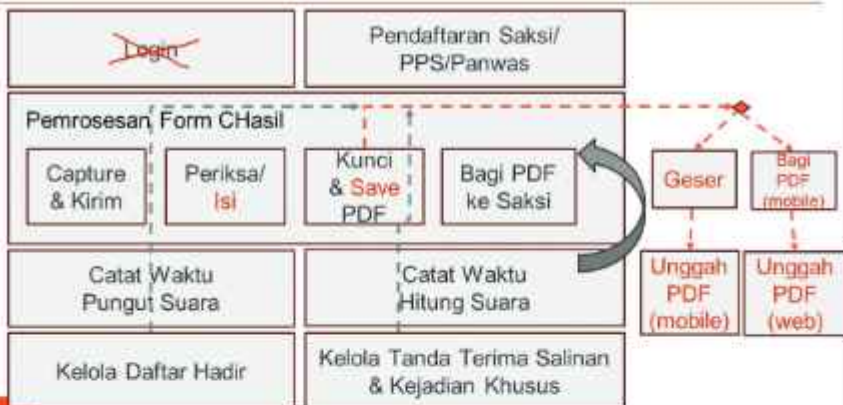 Login
Pendaftaran Saksi/
PPS/Panwas
Pemrosesan Form CHasil
Capture
& Kirim
Periksa/
Isi
Kunci
& Save
PDF
Bagi PDF
ke Saksi
Geser
Bagi
PDF
(mobile)
Catat Waktu
Pungut Suara
Catat Waktu
Hitung Suara
Unggah
PDF
(mobile)
Unggah
PDF
(web)
Kelola Daftar Hadir
Kelola Tanda Terima Salinan
& Kejadian Khusus